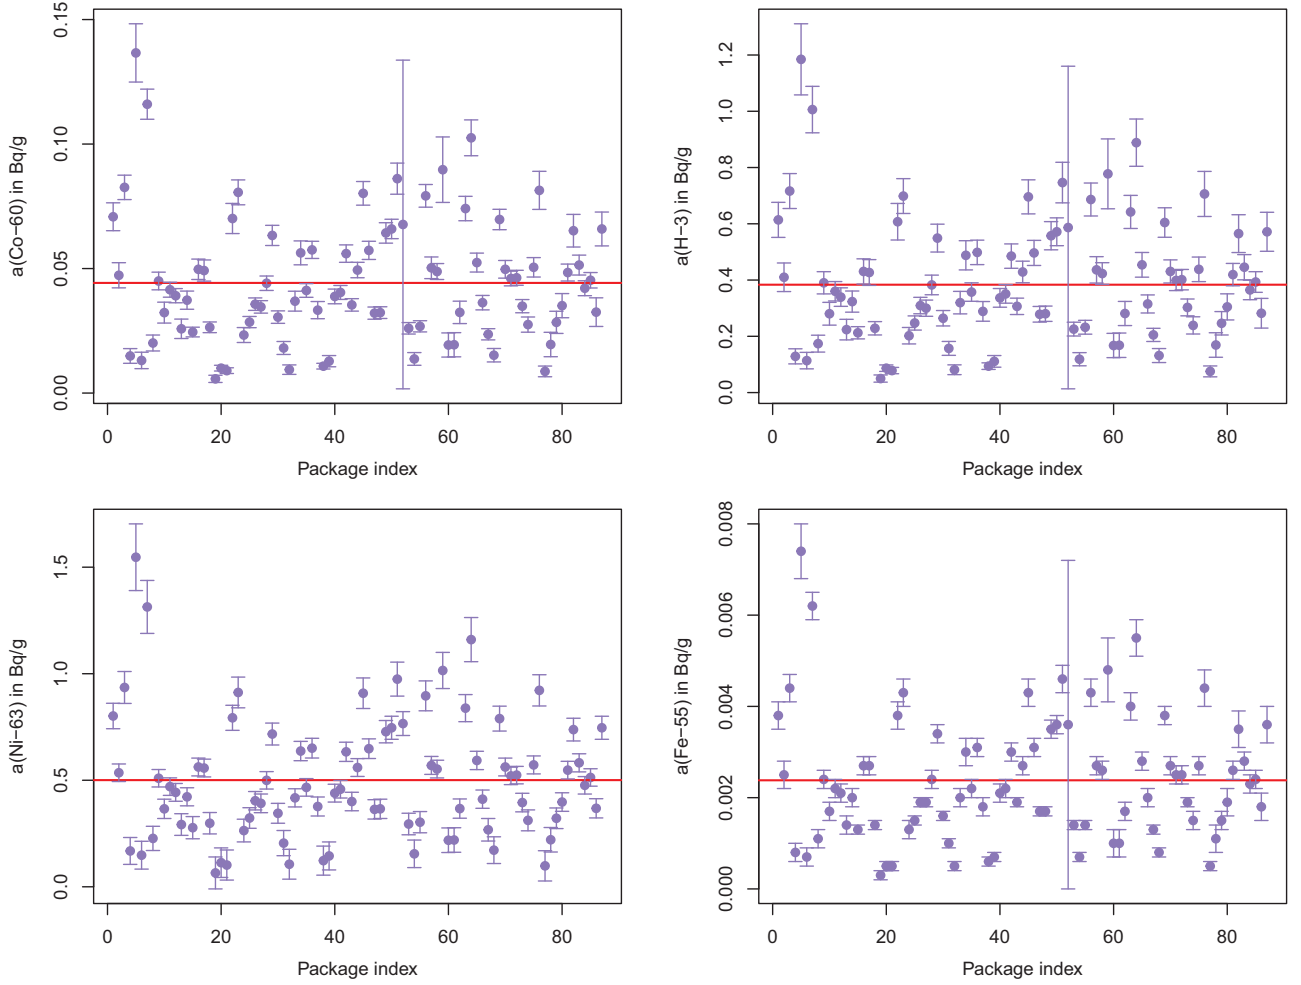 a(Co−60) in Bq/g
0.00 0.05 0.10 0.15
0 20 40 60 80
Package index
a(H−3) in Bq/g
0.0 0.2 0.4 0.6 0.8 1.0 1.2
0 20 40 60 80
Package index
a(Ni−63) in Bq/g
0.0 0.5 1.0 1.5
0 20 40 60 80
Package index
a(Fe−55) in Bq/g
0.000 0.002 0.004 0.006 0.008
0 20 40 60 80
Package index